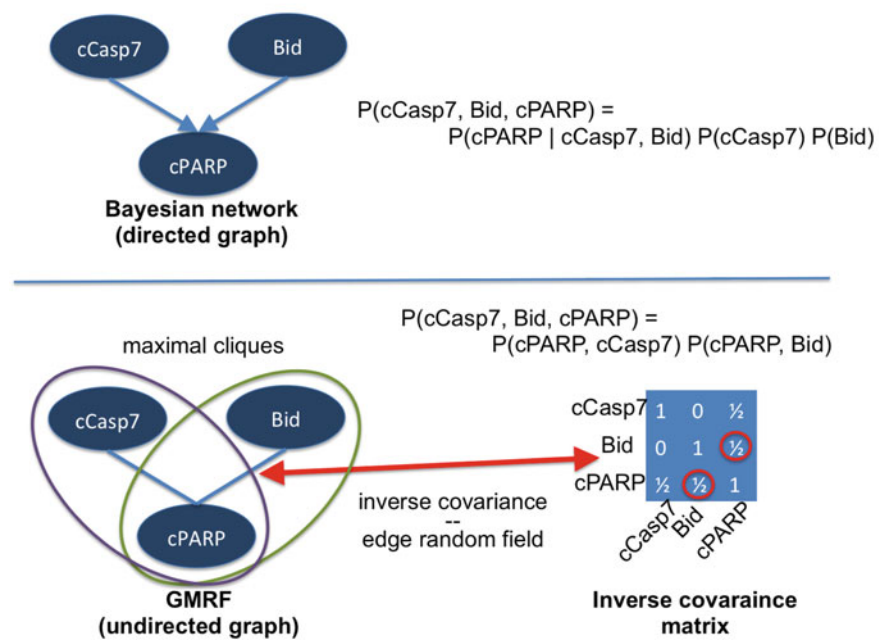 cCasp7
Bid
cPARP
Bayesian network
(directed graph)
P(cCasp7, Bid, cPARP) =
P(cPARP | cCasp7, Bid) P(cCasp7) P(Bid)
P(cCasp7, Bid, cPARP) =
P(cPARP, cCasp7) P(cPARP, Bid)
maximal cliques
cCasp7
Bid
cPARP
GMRF
(undirected graph)
inverse covariance
--
edge random field
cCasp7 1 0 ½
Bid 0 1 ½
cPARP ½ ½ 1
cCasp7
Bid
cPARP
Inverse covaraince
matrix